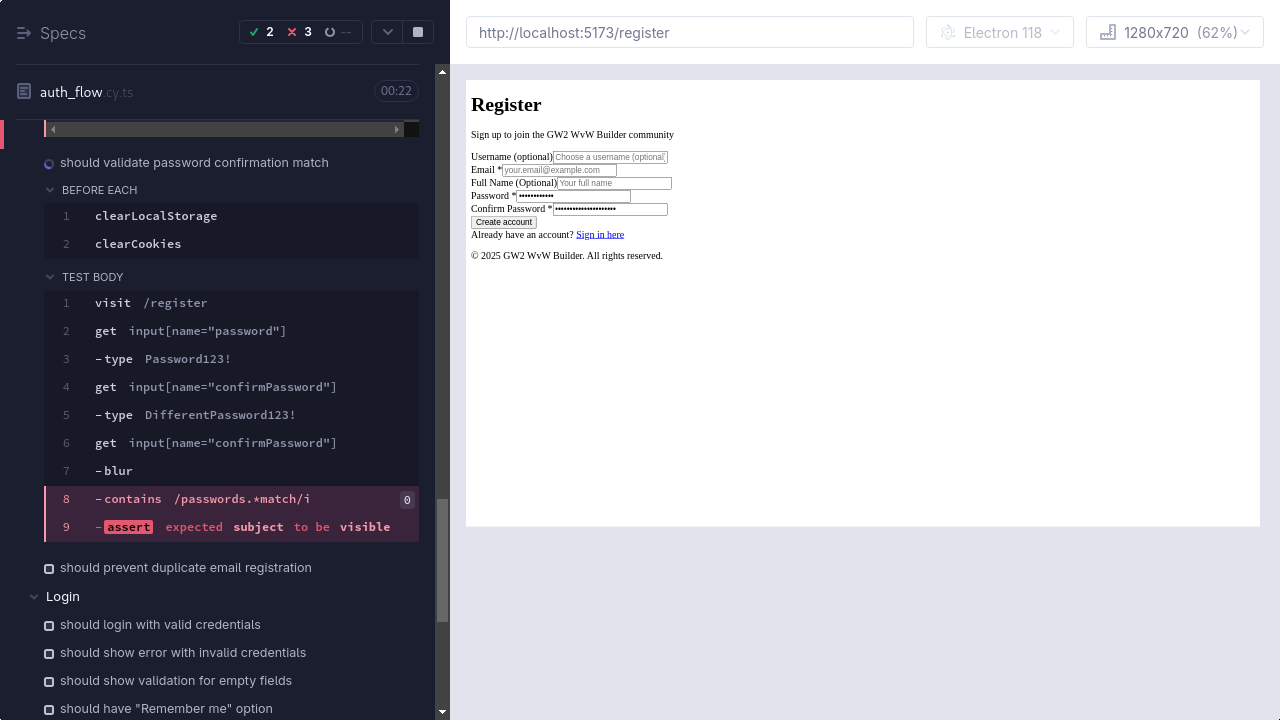 Specs
2
3
--
auth_flow.cy.ts
00:22
should validate password confirmation match
BEFORE EACH
1 clearLocalStorage
2 clearCookies
TEST BODY
1 visit /register
2 get input[name="password"]
3 -type Password123!
4 get input[name="confirmPassword"]
5 -type DifferentPassword123!
6 get input[name="confirmPassword"]
7 -blur
8 -contains /passwords.*match/i 0
9 -assert expected subject to be visible
should prevent duplicate email registration
Login
should login with valid credentials
should show error with invalid credentials
should show validation for empty fields
should have "Remember me" option
http://localhost:5173/register
Electron 118
1280x720 (62%)
Register
Sign up to join the GW2 WvW Builder community
Username (optional) Choose a username (optional)
Email * your.email@example.com
Full Name (Optional) Your full name
Password * ••••••••••••
Confirm Password * •••••••••••••••••••••
Create account
Already have an account? Sign in here
© 2025 GW2 WvW Builder. All rights reserved.